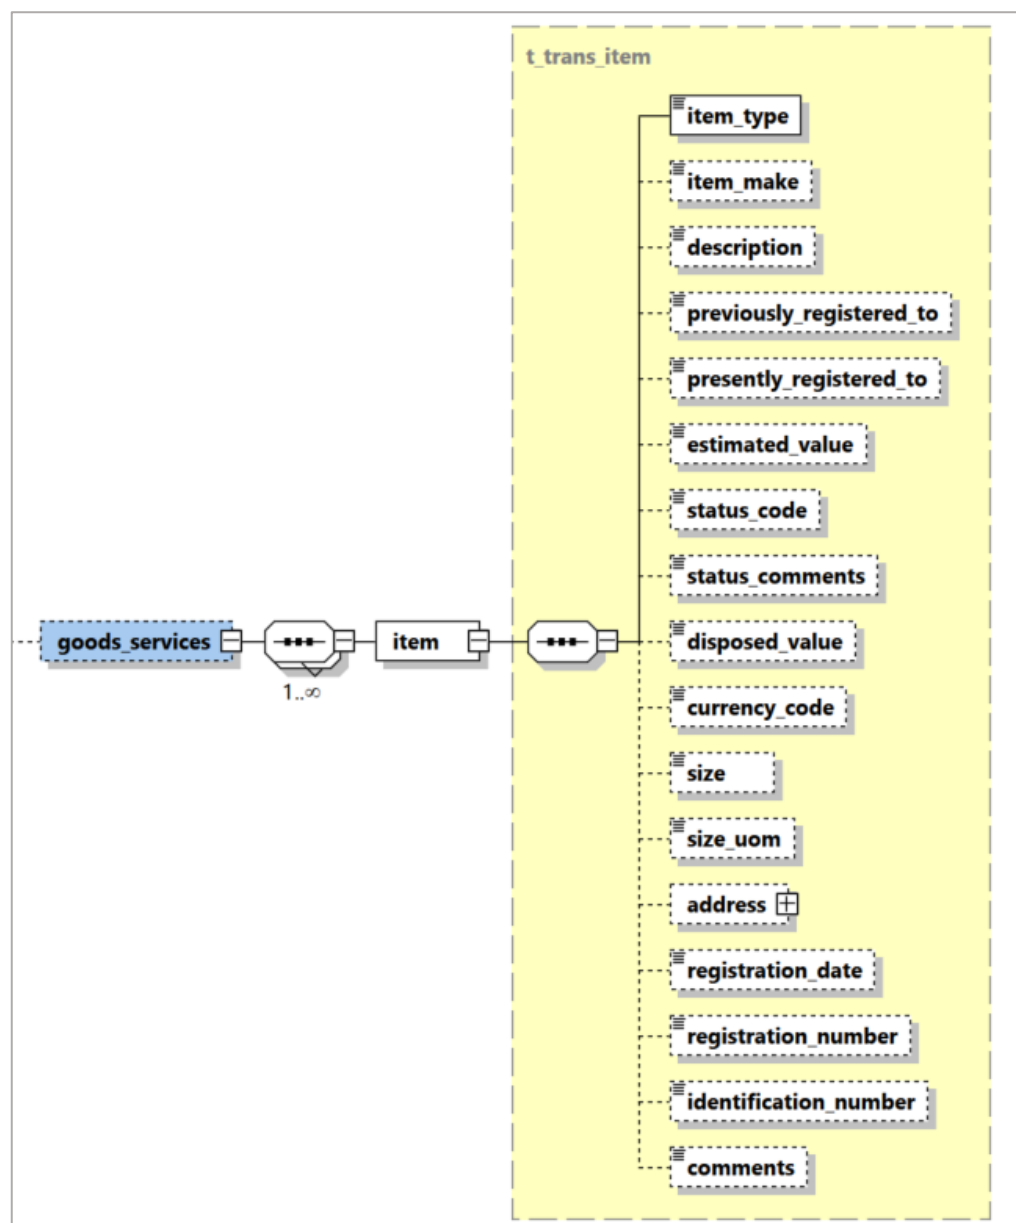 t_trans_item
item_type
item_make
description
previously_registered_to
presently_registered_to
estimated_value
status_code
status_comments
goods_services
item
disposed_value
1..∞
currency_code
size
size_uom
address
registration_date
registration_number
identification_number
comments